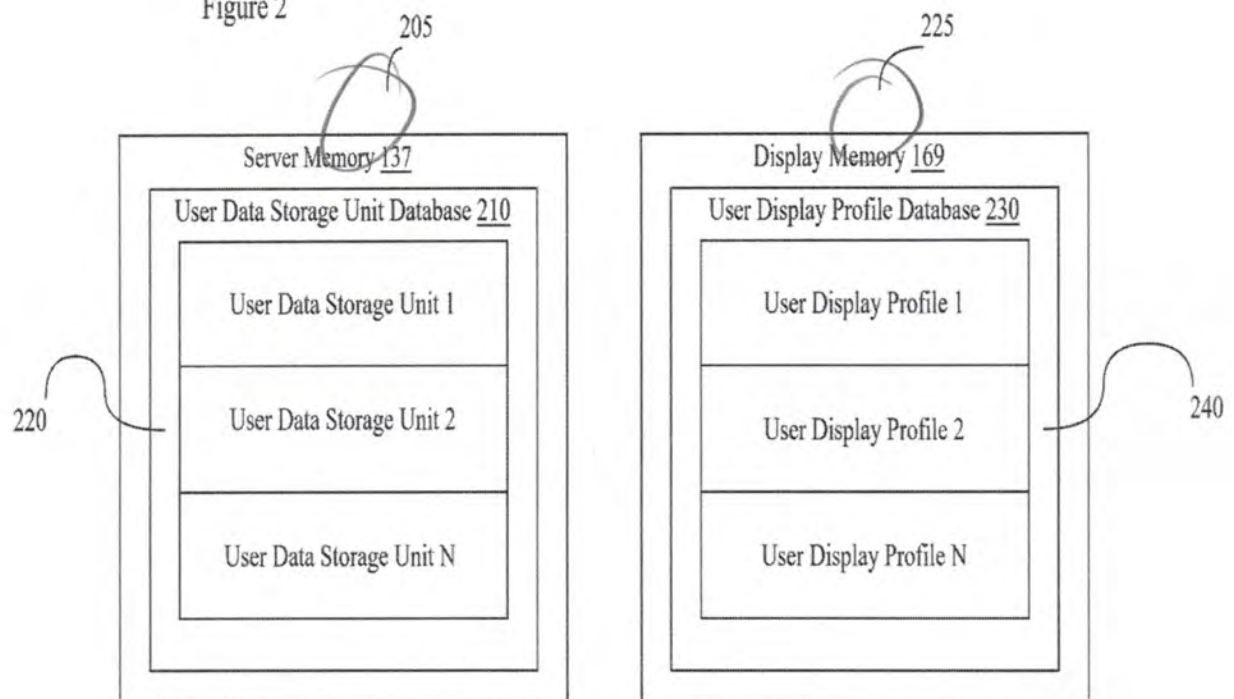 Figure 2
205
225
Server Memory 137
Display Memory 169
User Data Storage Unit Database 210
User Display Profile Database 230
User Data Storage Unit 1
User Display Profile 1
220
User Data Storage Unit 2
User Display Profile 2
240
User Data Storage Unit N
User Display Profile N